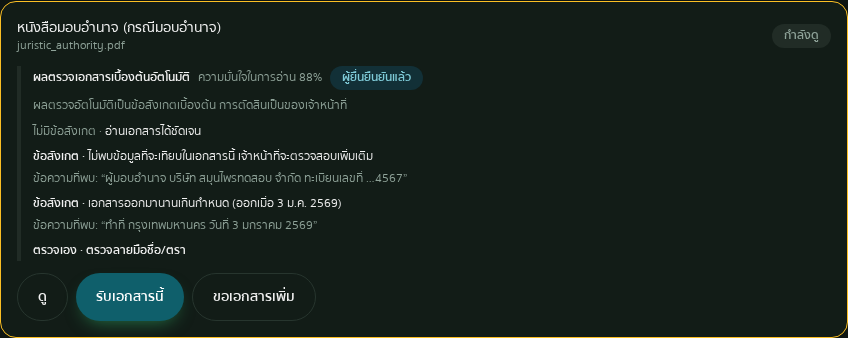 หนังสือมอบอำนาจ (กรณีมอบอำนาจ)
juristic_authority.pdf
กำลังดู
ผลตรวจเอกสารเบื้องต้นอัตโนมัติ ความมั่นใจในการอ่าน 88% ผู้ยื่นยืนยันแล้ว
ผลตรวจอัตโนมัติเป็นข้อสังเกตเบื้องต้น การตัดสินเป็นของเจ้าหน้าที่
ไม่มีข้อสังเกต · อ่านเอกสารได้ชัดเจน
ข้อสังเกต · ไม่พบข้อมูลที่จะเทียบในเอกสารนี้ เจ้าหน้าที่จะตรวจสอบเพิ่มเติม
ข้อความที่พบ: “ผู้มอบอำนาจ บริษัท สมุนไพรทดสอบ จำกัด ทะเบียนเลขที่ …4567”
ข้อสังเกต · เอกสารออกมานานเกินกำหนด (ออกเมื่อ 3 ม.ค. 2569)
ข้อความที่พบ: “ทำที่ กรุงเทพมหานคร วันที่ 3 มกราคม 2569”
ตรวจเอง · ตรวจลายมือชื่อ/ตรา
ดู
รับเอกสารนี้
ขอเอกสารเพิ่ม